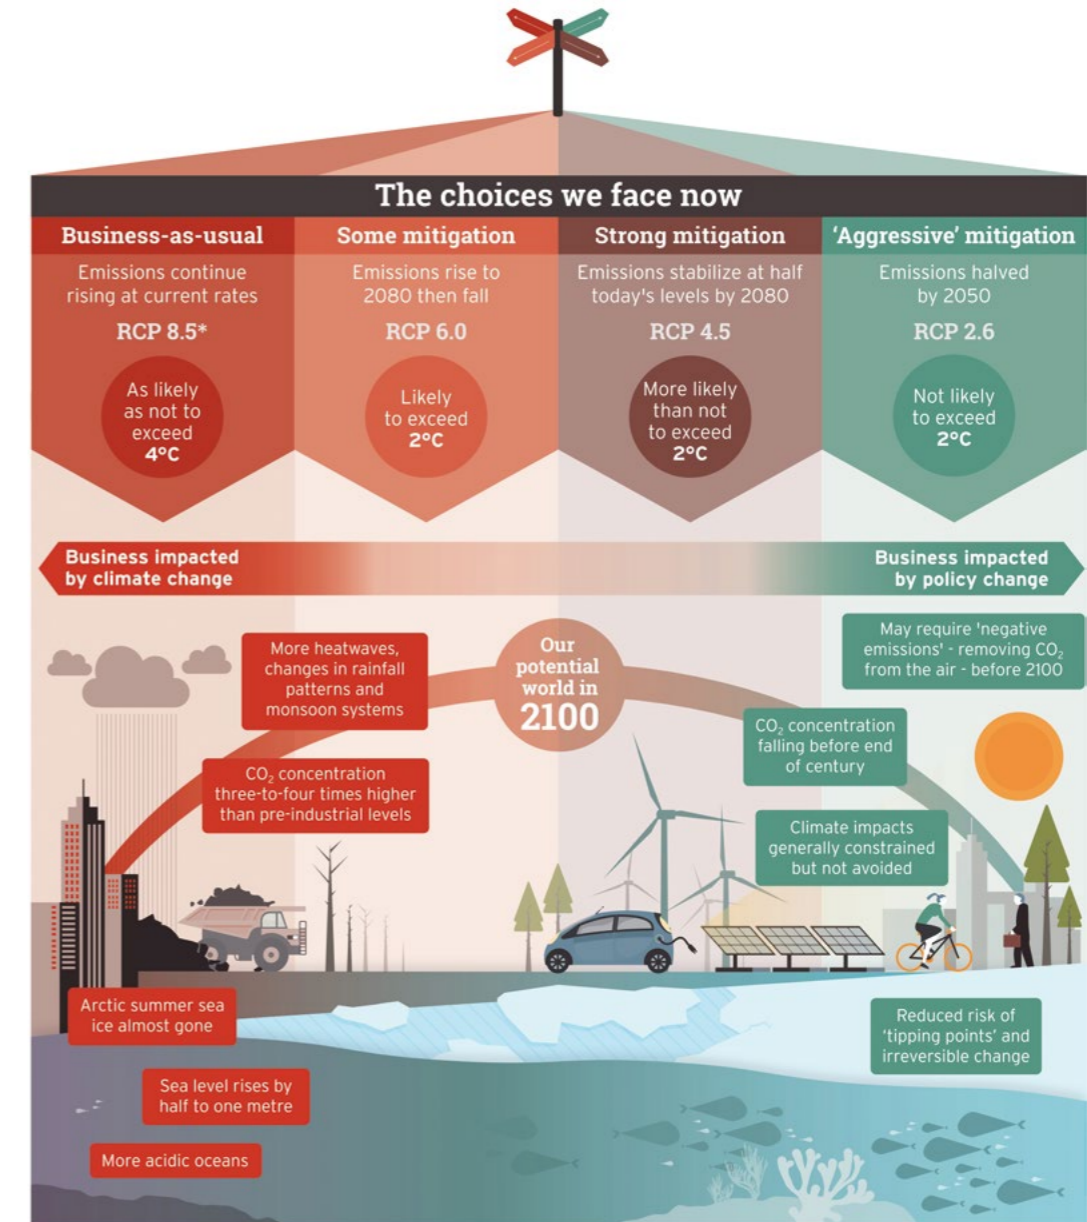 The choices we face now
Business-as-usual
Emissions continue
rising at current rates
RCP 8.5*
As likely
as not to
exceed
4°C
Some mitigation
Emissions rise to
2080 then fall
RCP 6.0
Likely
to exceed
2°C
Strong mitigation
Emissions stabilize at half
today's levels by 2080
RCP 4.5
More likely
than not
to exceed
2°C
‘Aggressive’ mitigation
Emissions halved
by 2050
RCP 2.6
Not likely
to exceed
2°C
Business impacted
by climate change
Business impacted
by policy change
Our
potential
world in
2100
More heatwaves,
changes in rainfall
patterns and
monsoon systems
CO₂ concentration
three-to-four times higher
than pre-industrial levels
Arctic summer sea
ice almost gone
Sea level rises by
half to one metre
More acidic oceans
May require 'negative
emissions' - removing CO₂
from the air - before 2100
CO₂ concentration
falling before end
of century
Climate impacts
generally constrained
but not avoided
Reduced risk of
‘tipping points’ and
irreversible change